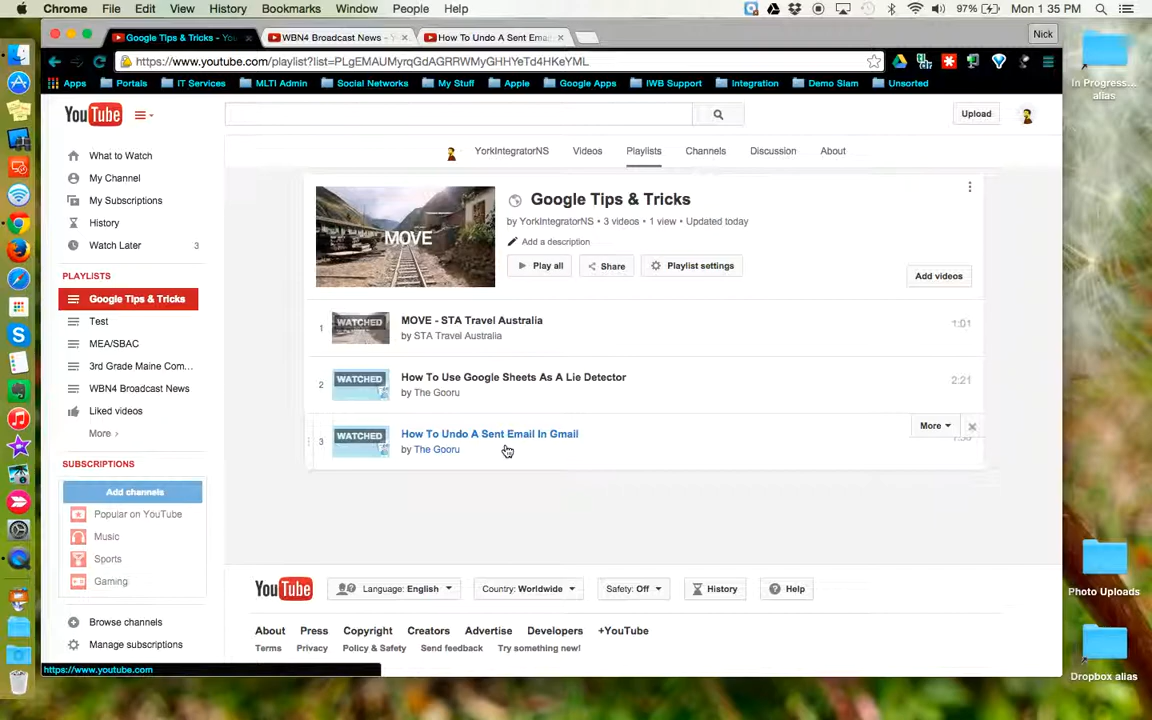 Chrome File Edit View History Bookmarks Window People Help 97% Mon 1 35 PM
Google Tips & Tricks - You WBN4 Broadcast News - How To Undo A Sent Ema Nick
https://www.youtube.com/playlist?list=PLgEMAUMyrqGdAGRRWMyGHHYeTd4HKeYML
Apps Portals IT Services MLTI Admin Social Networks My Stuff Apple Google Apps IWB Support Integration Demo Slam Unsorted
In Progress...
alias
YouTube Upload
YorkIntegratorNS Videos Playlists Channels Discussion About
What to Watch
My Channel
My Subscriptions
History
Watch Later 3
PLAYLISTS
Google Tips & Tricks
Test
MEA/SBAC
3rd Grade Maine Com...
WBN4 Broadcast News
Liked videos
More ›
SUBSCRIPTIONS
Add channels
Popular on YouTube
Music
Sports
Gaming
Browse channels
Manage subscriptions
MOVE
Google Tips & Tricks
by YorkIntegratorNS • 3 videos • 1 view • Updated today
Add a description
Play all Share Playlist settings
Add videos
1 WATCHED MOVE - STA Travel Australia 1:01
by STA Travel Australia
2 WATCHED How To Use Google Sheets As A Lie Detector 2:21
by The Gooru
3 WATCHED How To Undo A Sent Email In Gmail More
by The Gooru
YouTube Language: English Country: Worldwide Safety: Off History Help
About Press Copyright Creators Advertise Developers +YouTube
Terms Privacy Policy & Safety Send feedback Try something new!
https://www.youtube.com
Photo Uploads
Dropbox alias